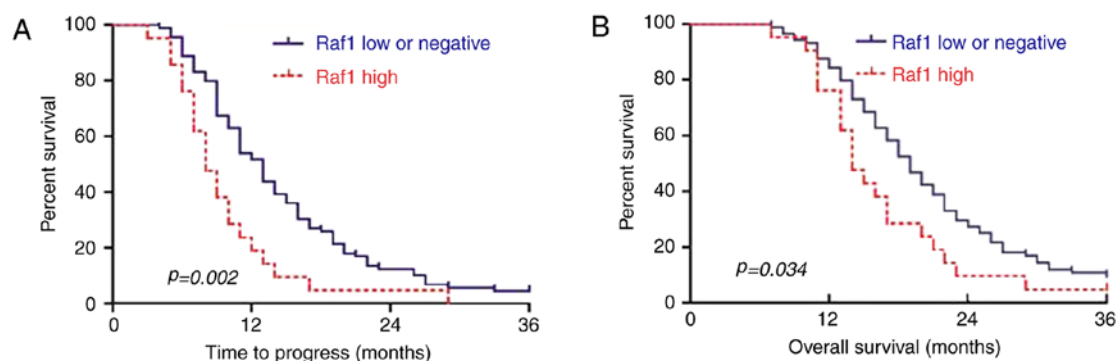 A
Percent survival
100
80
60
40
20
0
Raf1 low or negative
Raf1 high
p=0.002
0 12 24 36
Time to progress (months)
B
Percent survival
100
80
60
40
20
0
Raf1 low or negative
Raf1 high
p=0.034
0 12 24 36
Overall survival (months)